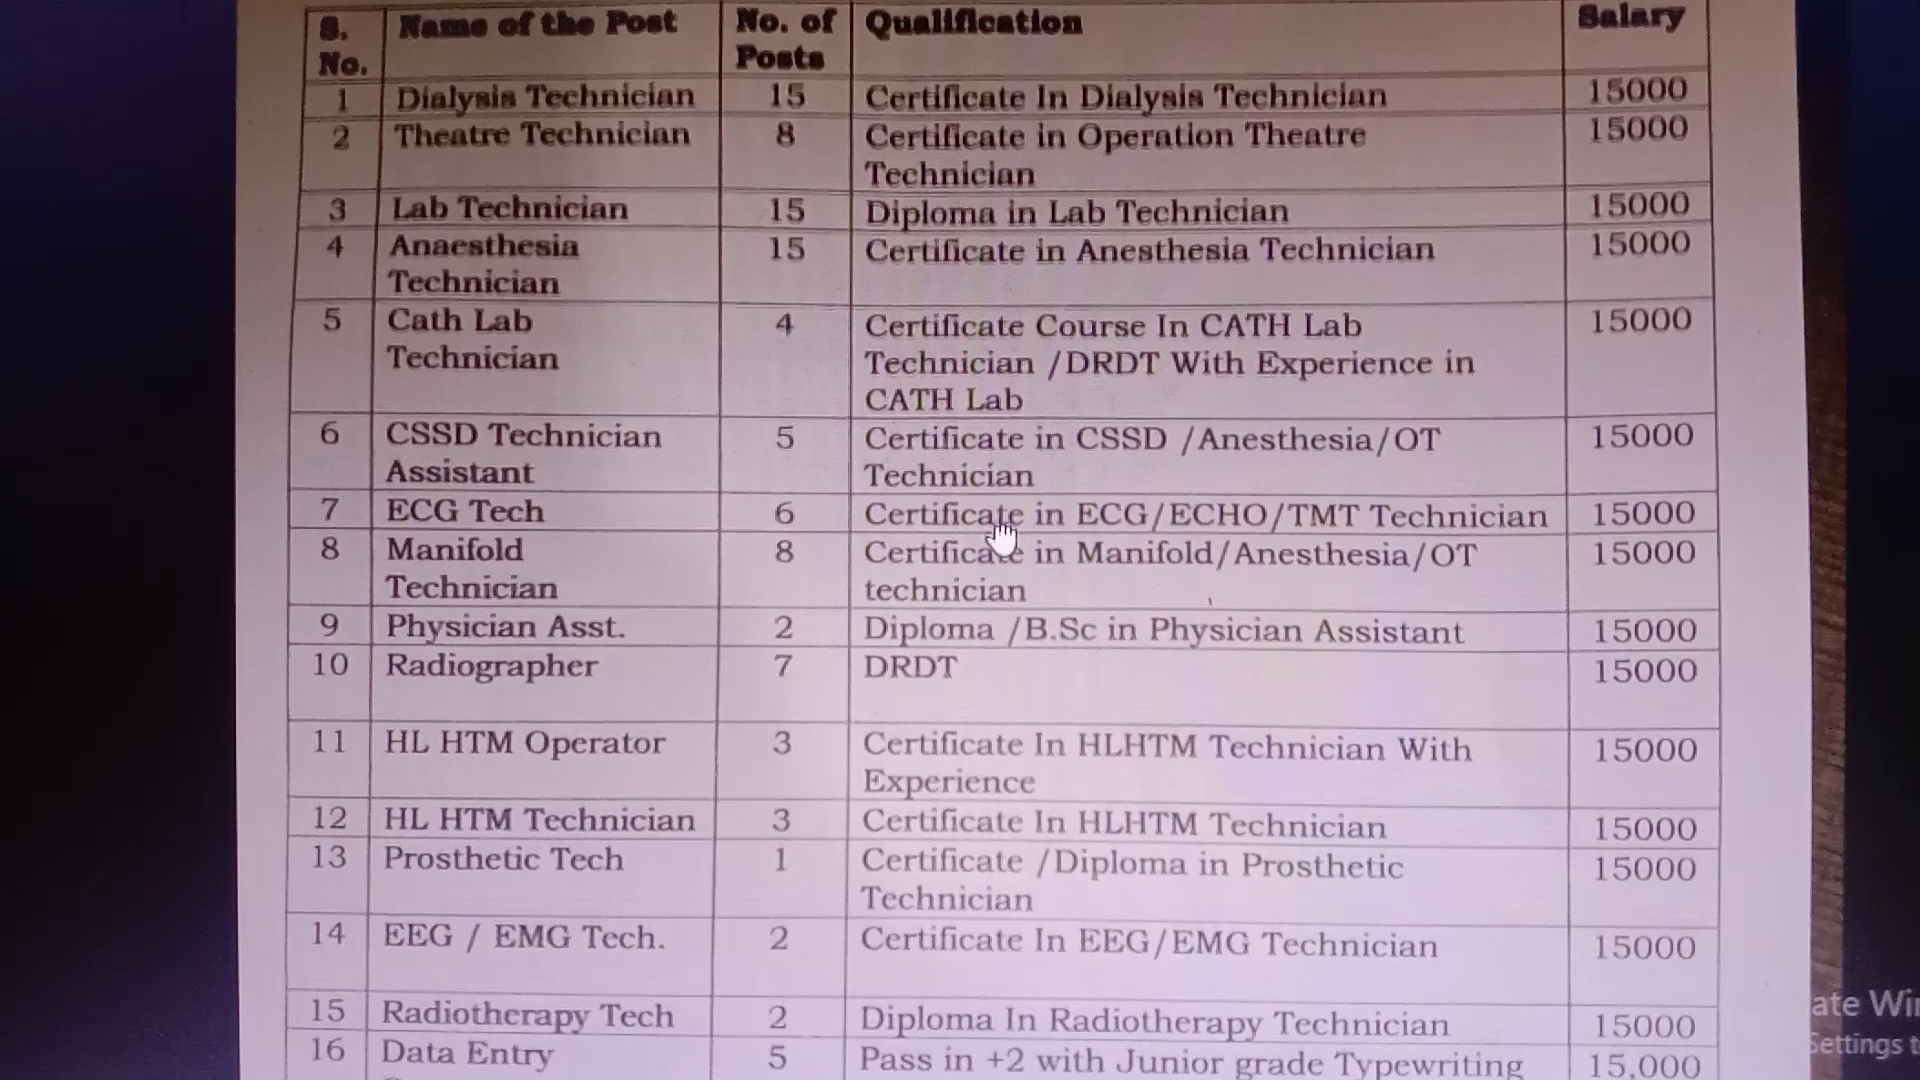 S. No. Name of the Post No. of Posts Qualification Salary
1 Dialysis Technician 15 Certificate In Dialysis Technician 15000
2 Theatre Technician 8 Certificate in Operation Theatre Technician 15000
3 Lab Technician 15 Diploma in Lab Technician 15000
4 Anaesthesia Technician 15 Certificate in Anesthesia Technician 15000
5 Cath Lab Technician 4 Certificate Course In CATH Lab Technician /DRDT With Experience in CATH Lab 15000
6 CSSD Technician Assistant 5 Certificate in CSSD /Anesthesia/OT Technician 15000
7 ECG Tech 6 Certificate in ECG/ECHO/TMT Technician 15000
8 Manifold Technician 8 Certificate in Manifold/Anesthesia/OT technician 15000
9 Physician Asst. 2 Diploma /B.Sc in Physician Assistant 15000
10 Radiographer 7 DRDT 15000
11 HL HTM Operator 3 Certificate In HLHTM Technician With Experience 15000
12 HL HTM Technician 3 Certificate In HLHTM Technician 15000
13 Prosthetic Tech 1 Certificate /Diploma in Prosthetic Technician 15000
14 EEG / EMG Tech. 2 Certificate In EEG/EMG Technician 15000
15 Radiotherapy Tech 2 Diploma In Radiotherapy Technician 15000
16 Data Entry 5 Pass in +2 with Junior grade Typewriting 15,000